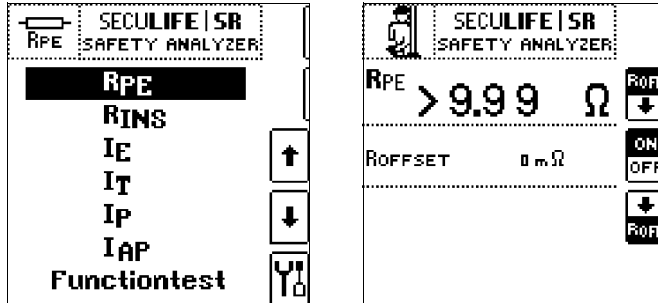 RPE
SECULIFE | SR
SAFETY ANALYZER
RPE
RINS
IE
IT
IP
IAP
Functiontest
SECULIFE | SR
SAFETY ANALYZER
RPE > 9.99 Ω
ROFFSET 0 mΩ
ON